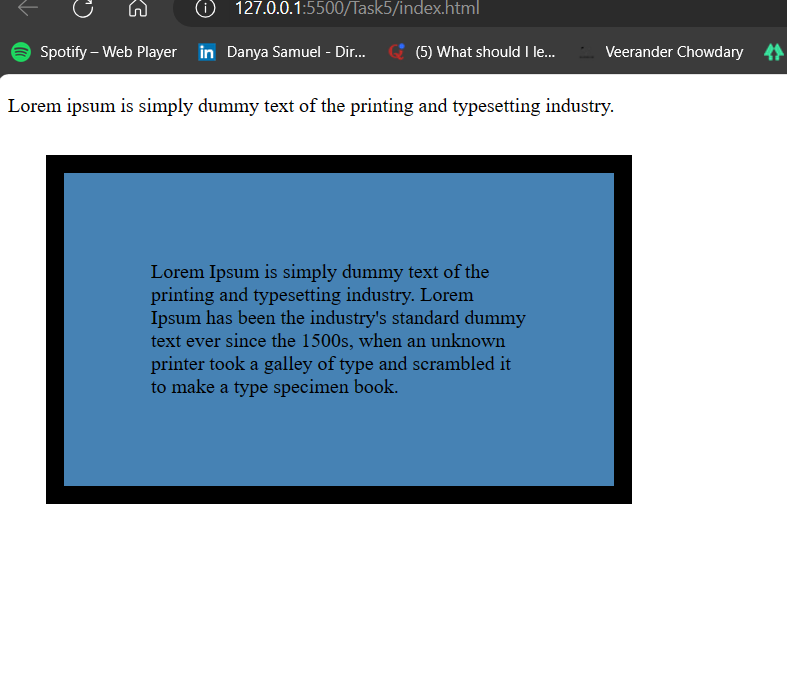 127.0.0.1:5500/Task5/index.html
Spotify – Web Player
in
Danya Samuel - Dir...
(5) What should I le...
Veerander Chowdary
Lorem ipsum is simply dummy text of the printing and typesetting industry.
Lorem Ipsum is simply dummy text of the
printing and typesetting industry. Lorem
Ipsum has been the industry's standard dummy
text ever since the 1500s, when an unknown
printer took a galley of type and scrambled it
to make a type specimen book.